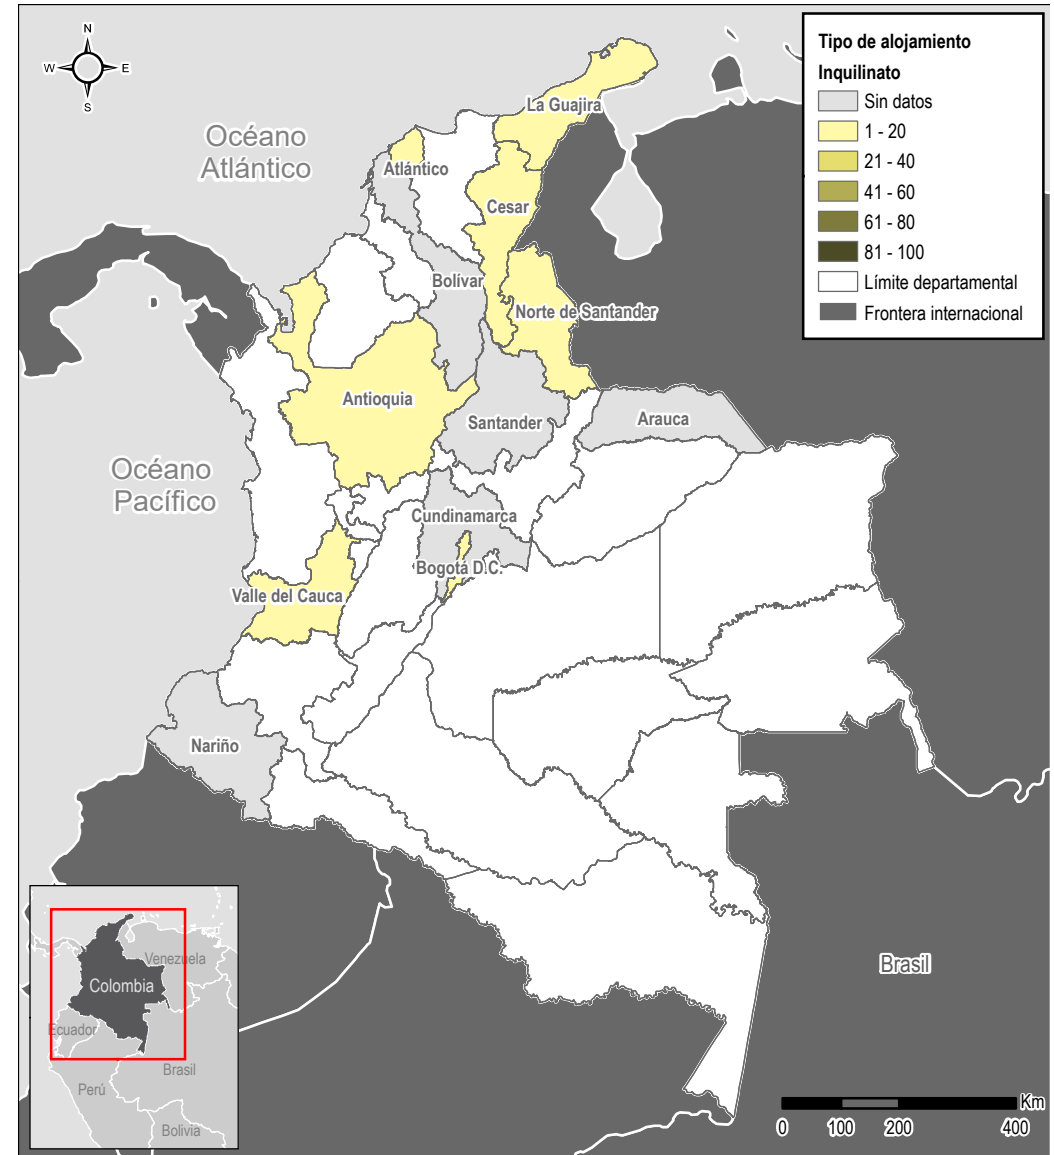 N
W
E
S
Tipo de alojamiento
Inquilinato
Sin datos
1 - 20
21 - 40
41 - 60
61 - 80
81 - 100
Límite departamental
Frontera internacional
Océano
Atlántico
La Guajira
Atlántico
Cesar
Bolívar
Norte de Santander
Antioquia
Santander
Arauca
Océano
Pacífico
Cundinamarca
Bogotá D.C.
Valle del Cauca
Nariño
Brasil
Venezuela
Colombia
Ecuador
Brasil
Perú
Bolivia
Km
0 100 200 400